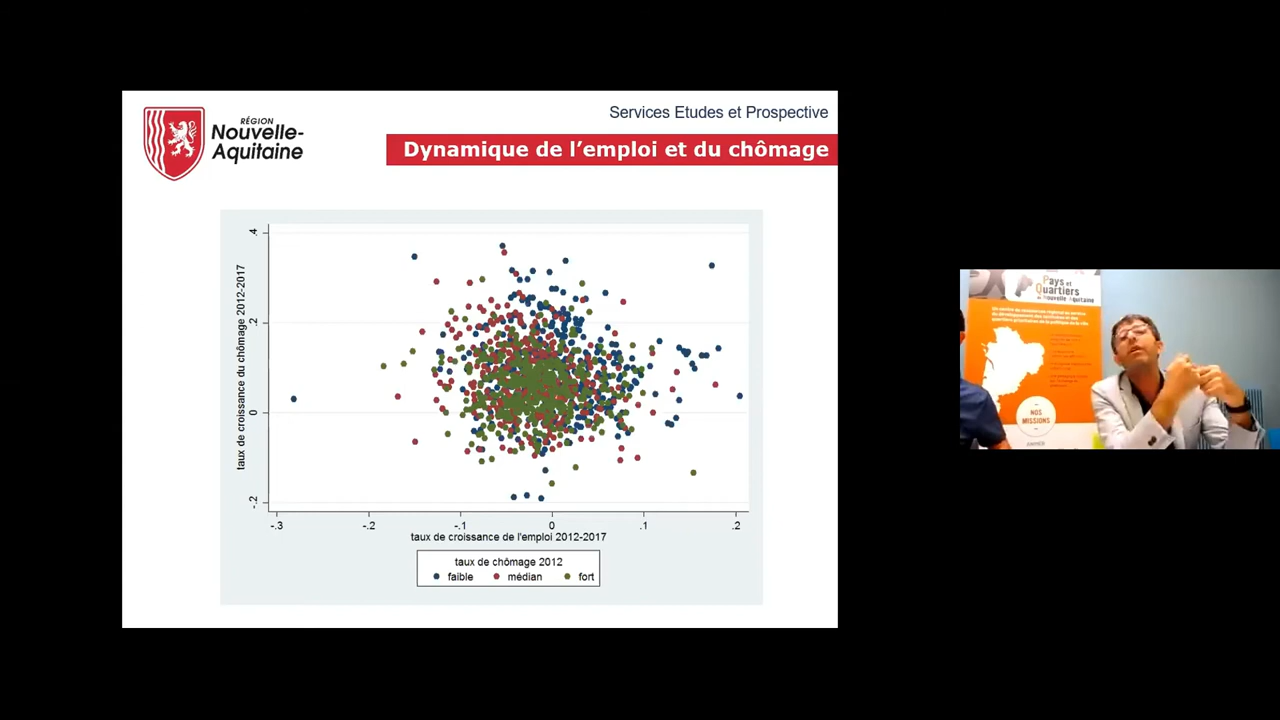 Services Etudes et Prospective
RÉGION
Nouvelle-
Aquitaine
Dynamique de l’emploi et du chômage
taux de croissance du chômage 2012-2017
.4
.2
0
-.2
-.3
-.2
-.1
0
.1
.2
taux de croissance de l'emploi 2012-2017
taux de chômage 2012
faible
médian
fort
Pays et
Quartiers
de Nouvelle Aquitaine
NOS
MISSIONS